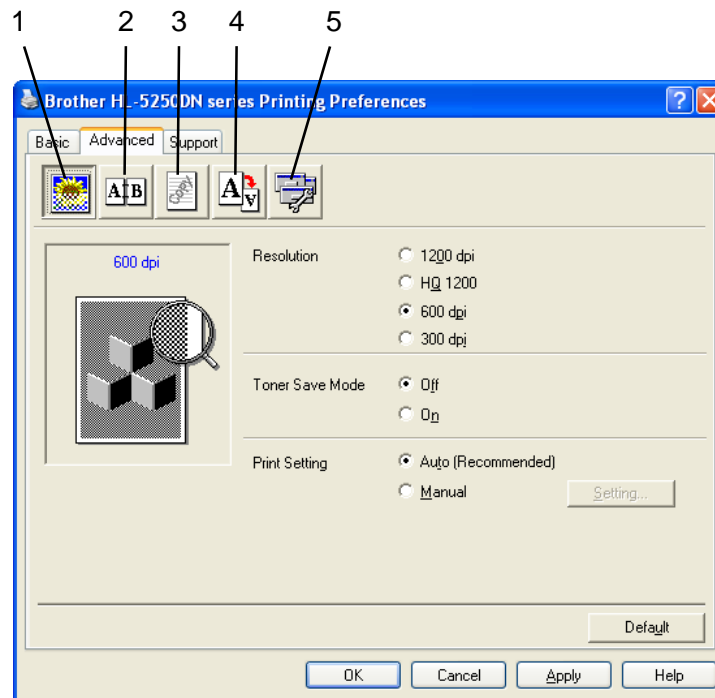 1 2 3 4 5
Brother HL-5250DN series Printing Preferences
Basic Advanced Support
A B copy A A
600 dpi
Resolution
1200 dpi
HQ 1200
600 dpi
300 dpi
Toner Save Mode
Off
On
Print Setting
Auto (Recommended)
Manual
Setting...
Default
OK Cancel Apply Help